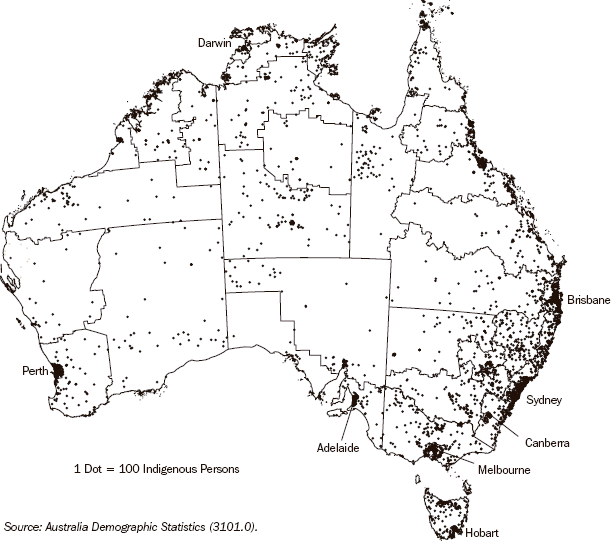 Darwin
Brisbane
Perth
Sydney
Canberra
Adelaide
Melbourne
1 Dot = 100 Indigenous Persons
Source: Australia Demographic Statistics (3101.0).
Hobart